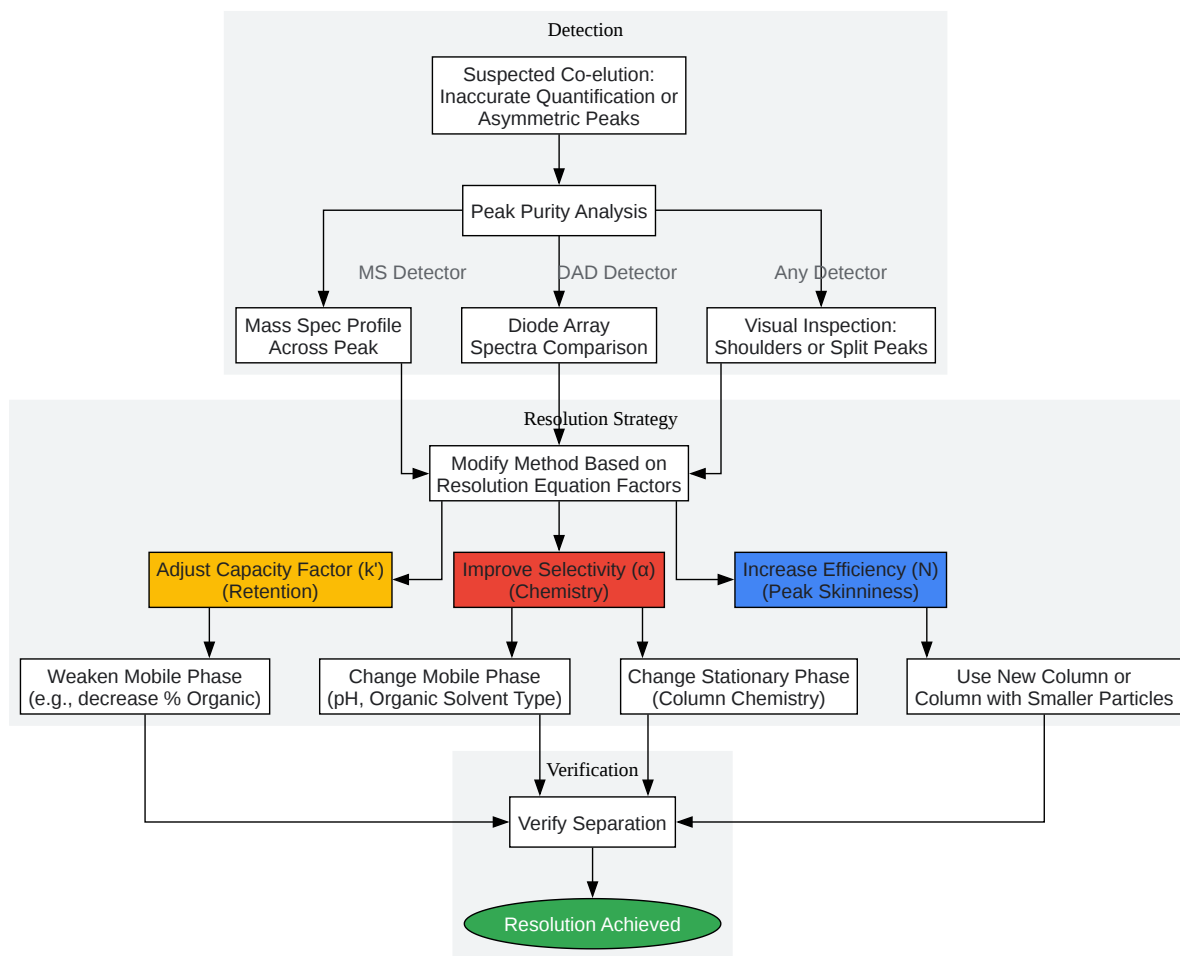 Detection
Suspected Co-elution:
Inaccurate Quantification or
Asymmetric Peaks
Peak Purity Analysis
MS Detector
DAD Detector
Any Detector
Mass Spec Profile
Across Peak
Diode Array
Spectra Comparison
Visual Inspection:
Shoulders or Split Peaks
Resolution Strategy
Modify Method Based on
Resolution Equation Factors
Adjust Capacity Factor (k')
(Retention)
Improve Selectivity (α)
(Chemistry)
Increase Efficiency (N)
(Peak Skinniness)
Weaken Mobile Phase
(e.g., decrease % Organic)
Change Mobile Phase
(pH, Organic Solvent Type)
Change Stationary Phase
(Column Chemistry)
Use New Column or
Column with Smaller Particles
Verification
Verify Separation
Resolution Achieved